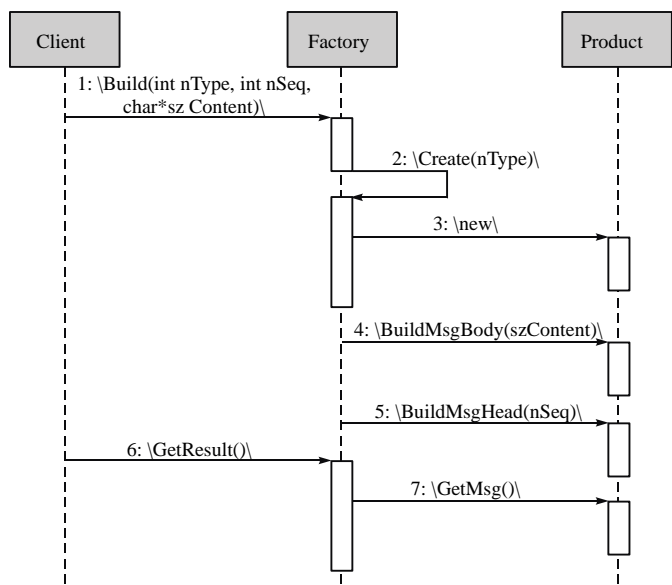 Client
Factory
Product
1: \Build(int nType, int nSeq,
char*sz Content)\
2: \Create(nType)\
3: \new\
4: \BuildMsgBody(szContent)\
5: \BuildMsgHead(nSeq)\
6: \GetResult()\
7: \GetMsg()\